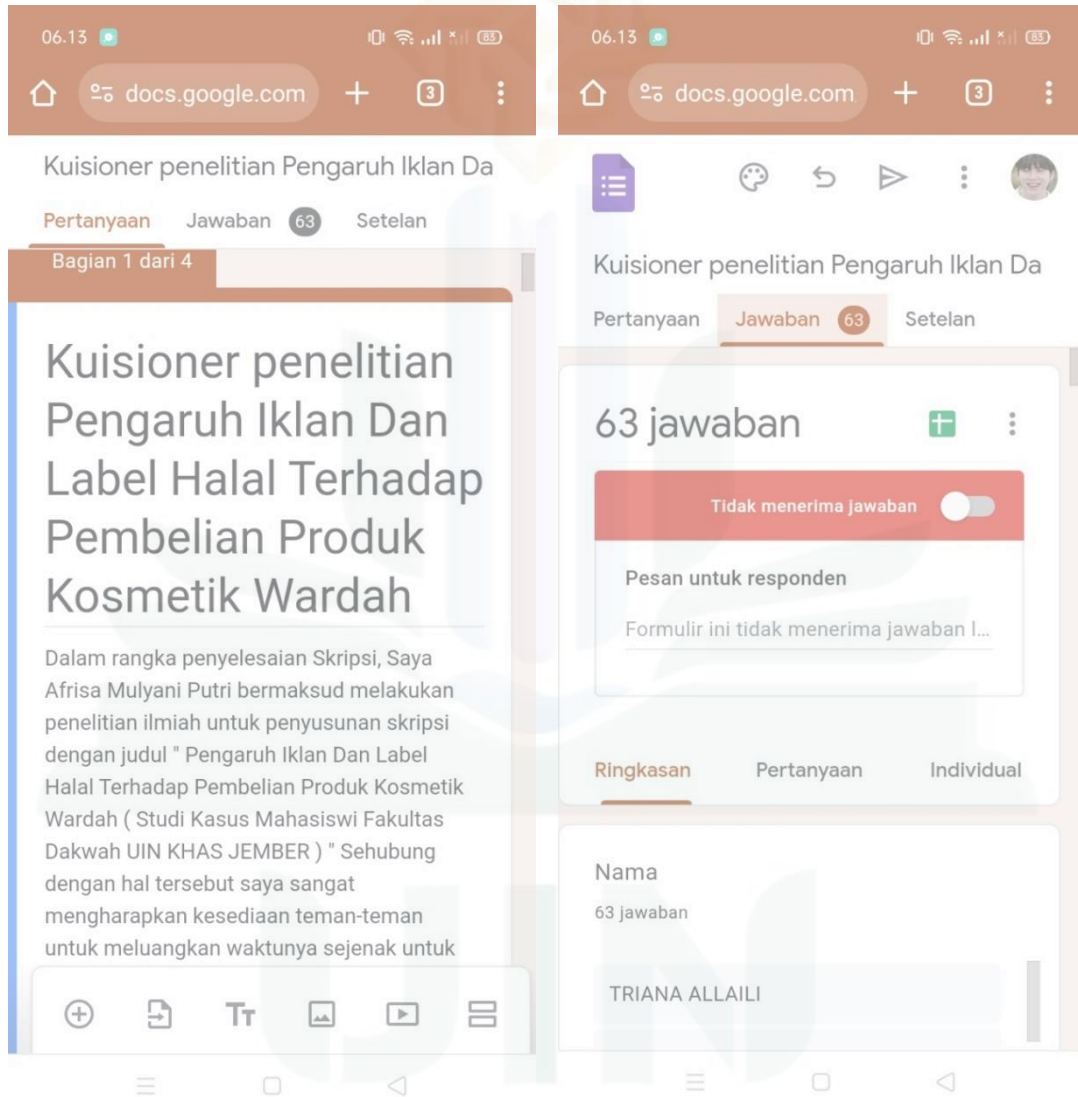 06.13
83
docs.google.com
3
Kuisioner penelitian Pengaruh Iklan Da
Pertanyaan Jawaban 63 Setelan
Bagian 1 dari 4
Kuisioner penelitian
Pengaruh Iklan Dan
Label Halal Terhadap
Pembelian Produk
Kosmetik Wardah
Dalam rangka penyelesaian Skripsi, Saya
Afrisa Mulyani Putri bermaksud melakukan
penelitian ilmiah untuk penyusunan skripsi
dengan judul " Pengaruh Iklan Dan Label
Halal Terhadap Pembelian Produk Kosmetik
Wardah ( Studi Kasus Mahasiswi Fakultas
Dakwah UIN KHAS JEMBER ) " Sehubung
dengan hal tersebut saya sangat
mengharapkan kesediaan teman-teman
untuk meluangkan waktunya sejenak untuk
Tт
06.13
83
docs.google.com
3
Kuisioner penelitian Pengaruh Iklan Da
Pertanyaan Jawaban 63 Setelan
63 jawaban
Tidak menerima jawaban
Pesan untuk responden
Formulir ini tidak menerima jawaban l...
Ringkasan Pertanyaan Individual
Nama
63 jawaban
TRIANA ALLAILI
UIN